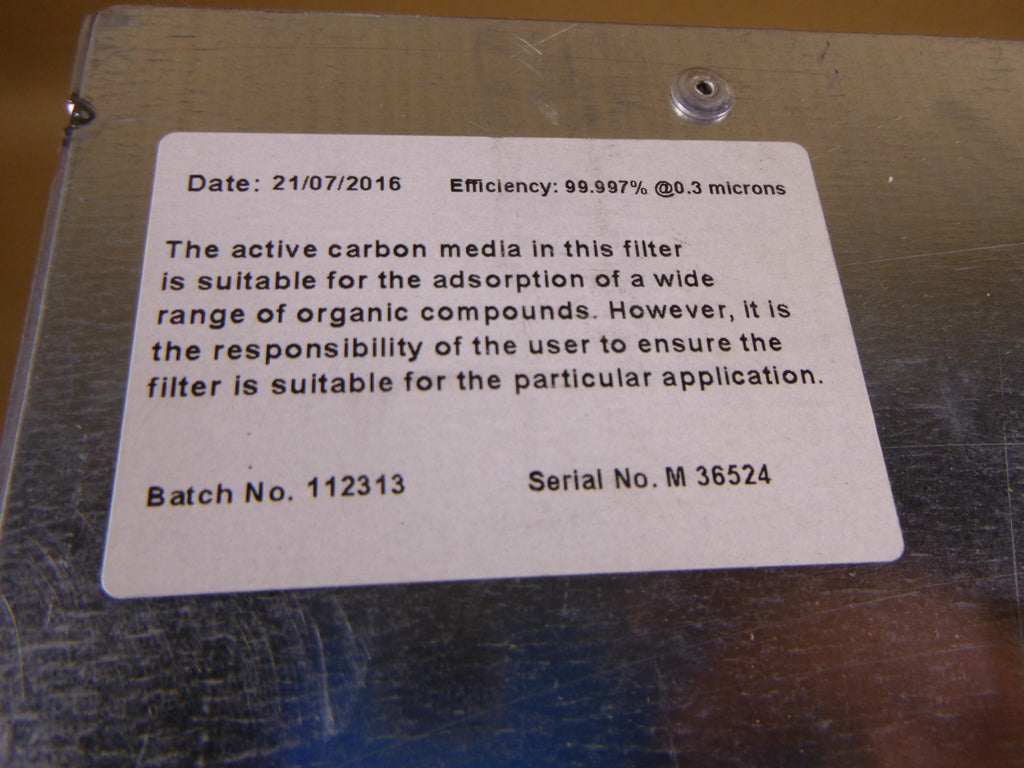 Date: 21/07/2016 Efficiency: 99.997% @0.3 microns
The active carbon media in this filter
is suitable for the adsorption of a wide
range of organic compounds. However, it is
the responsibility of the user to ensure the
filter is suitable for the particular application.
Batch No. 112313 Serial No. M 36524